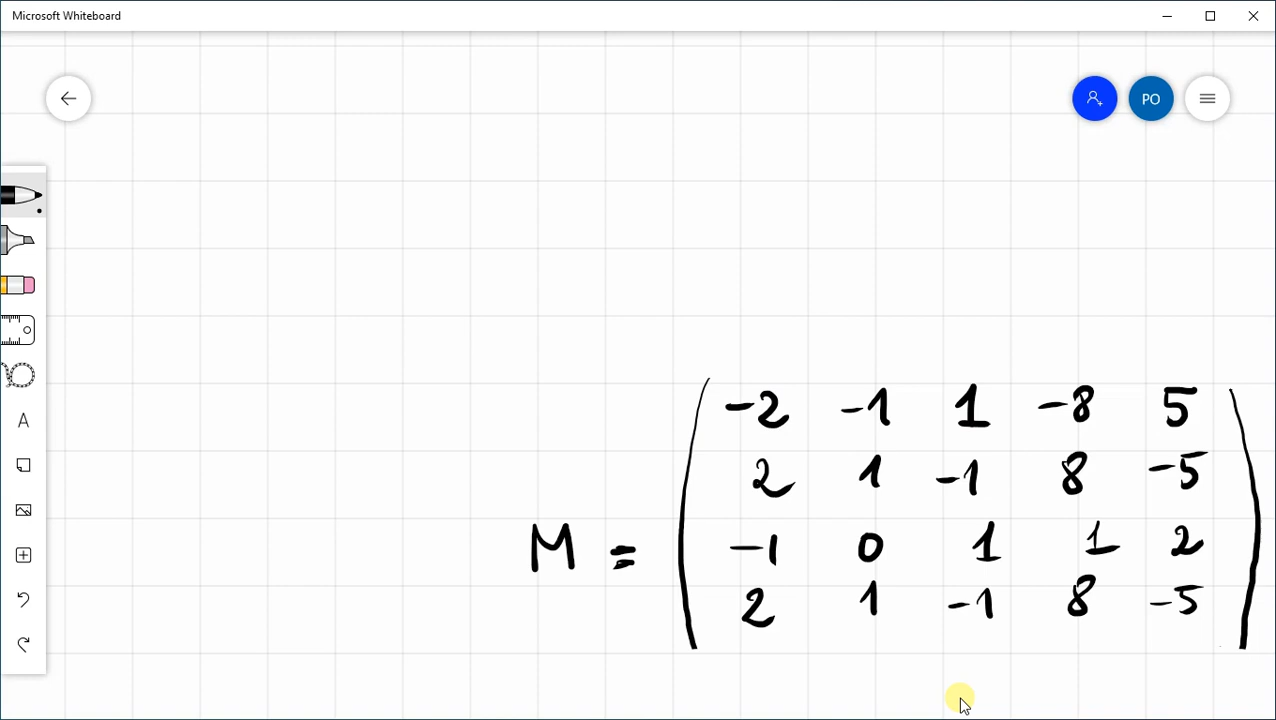 Microsoft Whiteboard
PO
A
-2 -1 1 -8 5
2 1 -1 8 -5
M = -1 0 1 1 2
2 1 -1 8 -5